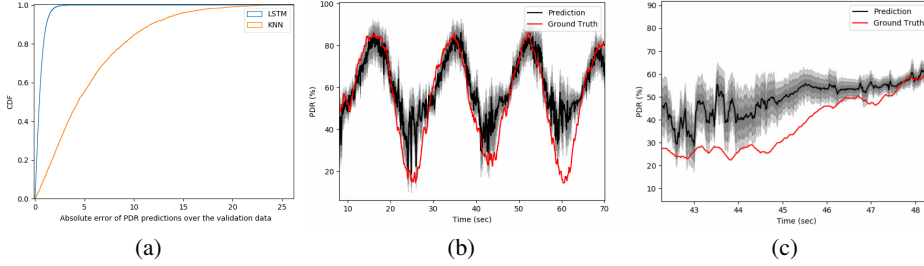 1.0
0.8
0.6
0.4
0.2
0.0
CDF
LSTM
KNN
0 5 10 15 20 25
Absolute error of PDR predictions over the validation data
(a)
100
80
60
40
20
PDR (%)
Prediction
Ground Truth
10 20 30 40 50 60 70
Time (sec)
(b)
90
80
70
60
50
40
30
20
10
PDR (%)
Prediction
Ground Truth
43 44 45 46 47 48
Time (sec)
(c)